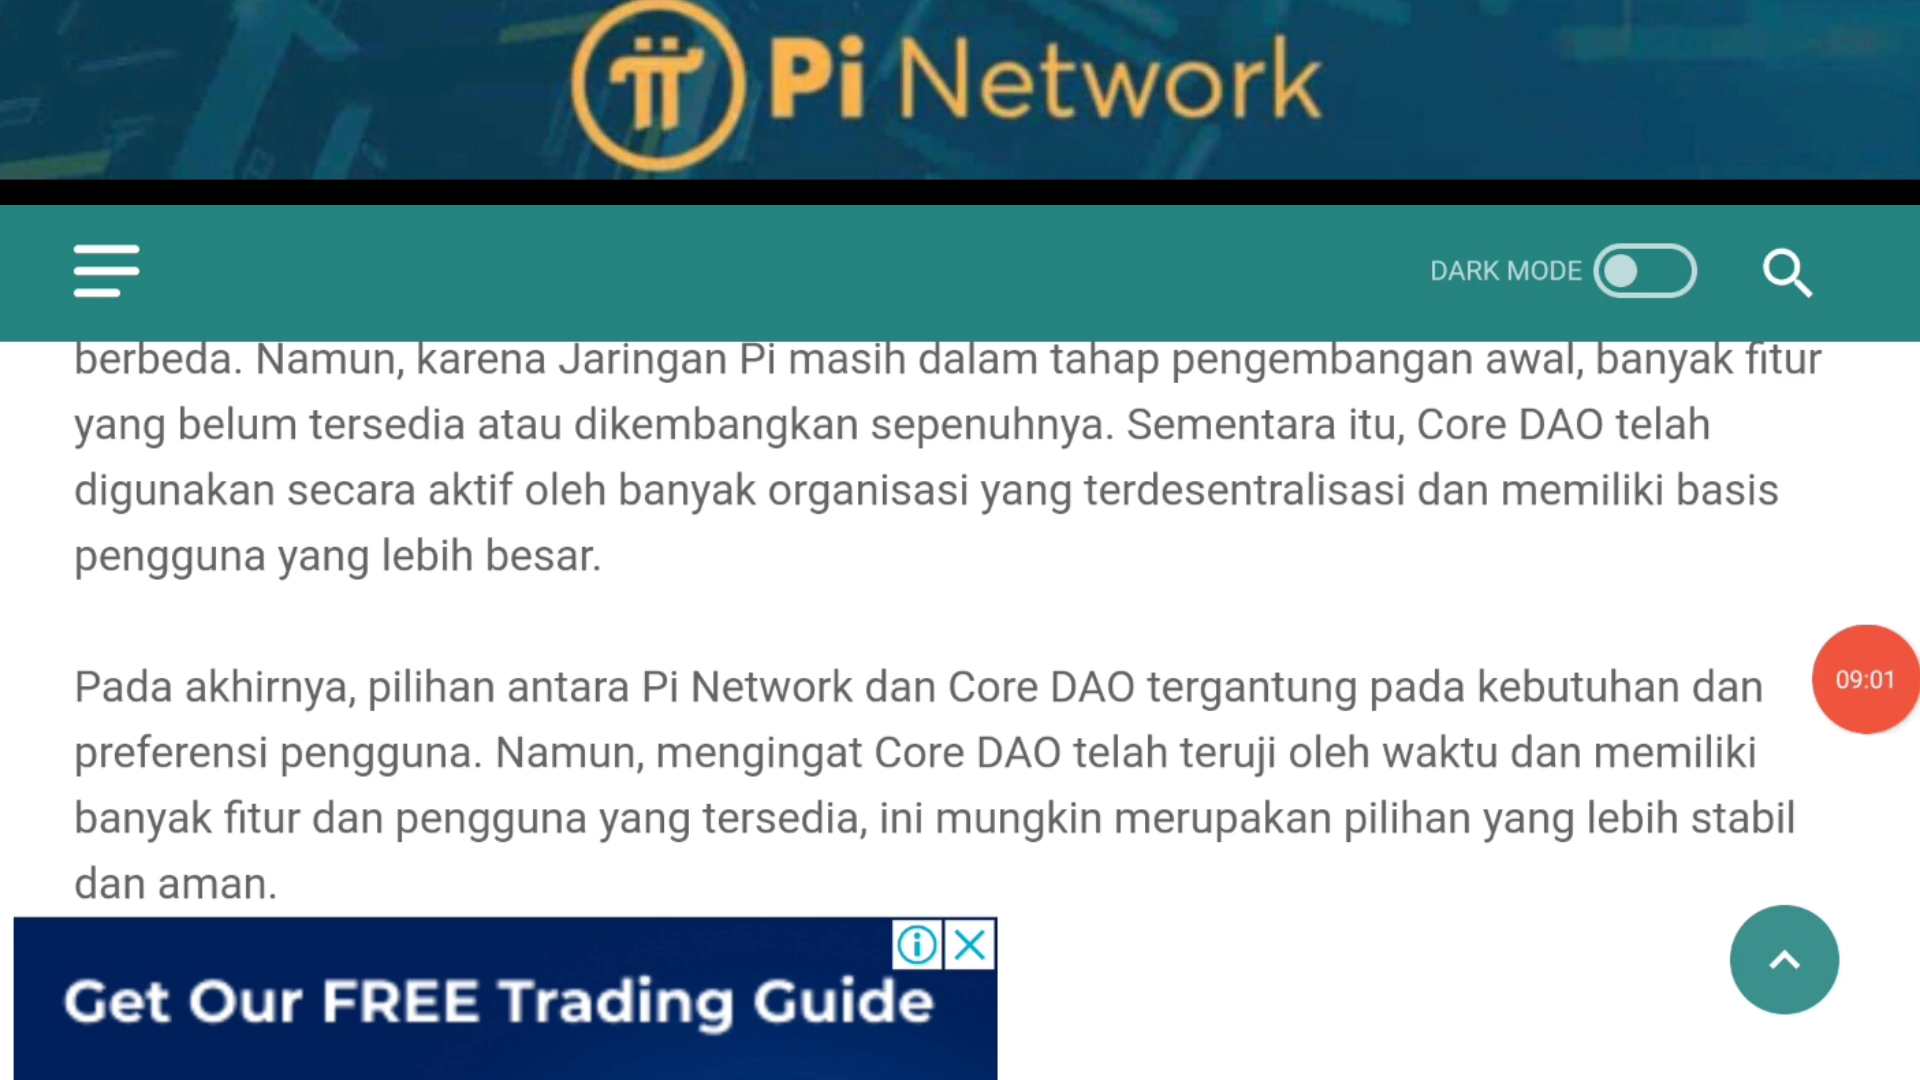 Pi Network
DARK MODE
berbeda. Namun, karena Jaringan Pi masih dalam tahap pengembangan awal, banyak fitur
yang belum tersedia atau dikembangkan sepenuhnya. Sementara itu, Core DAO telah
digunakan secara aktif oleh banyak organisasi yang terdesentralisasi dan memiliki basis
pengguna yang lebih besar.
Pada akhirnya, pilihan antara Pi Network dan Core DAO tergantung pada kebutuhan dan
preferensi pengguna. Namun, mengingat Core DAO telah teruji oleh waktu dan memiliki
banyak fitur dan pengguna yang tersedia, ini mungkin merupakan pilihan yang lebih stabil
dan aman.
09:01
Get Our FREE Trading Guide